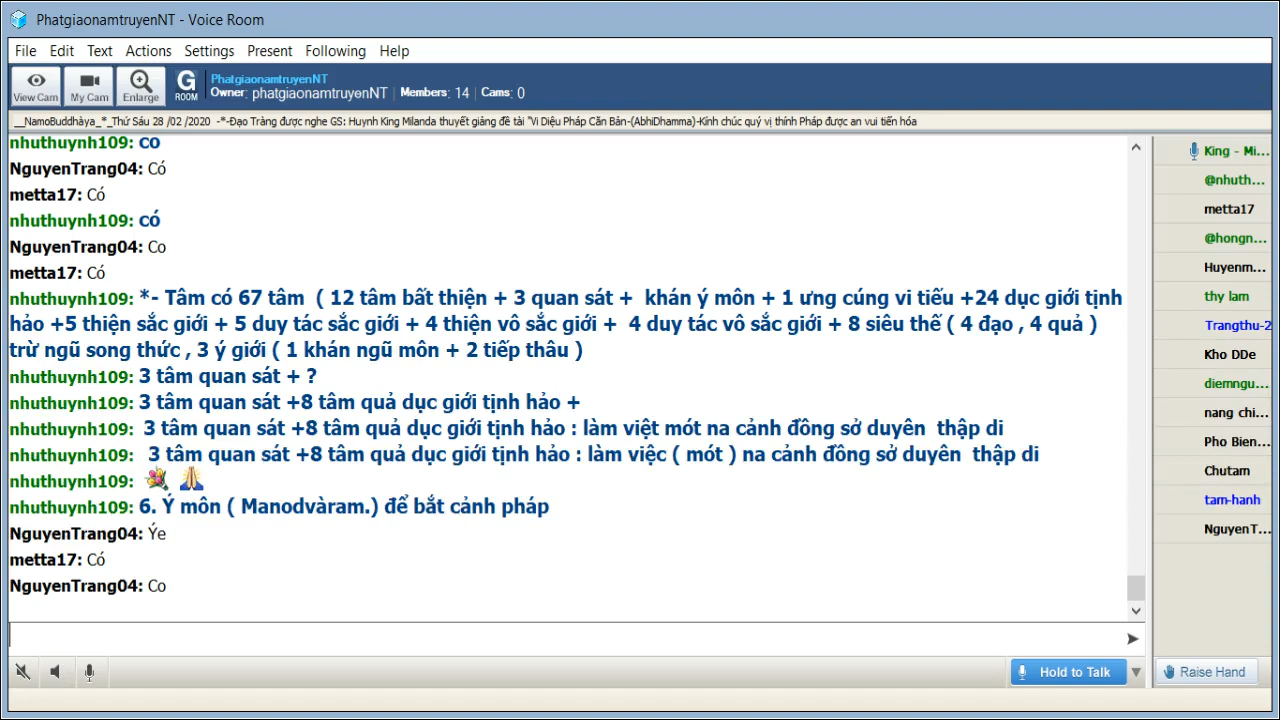 PhatgiaonamtruyenNT - Voice Room
File Edit Text Actions Settings Present Following Help
View Cam My Cam Enlarge G ROOM
PhatgiaonamtruyenNT
Owner: phatgiaonamtruyenNT | Members: 14 | Cams: 0
__NamoBuddhàya_*_Thứ Sáu 28 /02 /2020 -*-Đạo Tràng được nghe GS: Huynh King Milanda thuyết giảng đề tài "Vi Diệu Pháp Căn Bản-(AbhiDhamma)-Kính chúc quý vị thính Pháp được an vui tiến hóa
nhuthuynh109: co
NguyenTrang04: Có
metta17: Có
nhuthuynh109: có
NguyenTrang04: Co
metta17: Có
nhuthuynh109: *- Tâm có 67 tâm ( 12 tâm bất thiện + 3 quan sát + khán ý môn + 1 ưng cúng vi tiếu +24 dục giới tịnh
hảo +5 thiện sắc giới + 5 duy tác sắc giới + 4 thiện vô sắc giới + 4 duy tác vô sắc giới + 8 siêu thế ( 4 đạo , 4 quả )
trừ ngũ song thức , 3 ý giới ( 1 khán ngũ môn + 2 tiếp thâu )
nhuthuynh109: 3 tâm quan sát + ?
nhuthuynh109: 3 tâm quan sát +8 tâm quả dục giới tịnh hảo +
nhuthuynh109: 3 tâm quan sát +8 tâm quả dục giới tịnh hảo : làm việt mót na cảnh đồng sở duyên thập di
nhuthuynh109: 3 tâm quan sát +8 tâm quả dục giới tịnh hảo : làm việc ( mót ) na cảnh đồng sở duyên thập di
nhuthuynh109:
nhuthuynh109: 6. Ý môn ( Manodvàram.) để bắt cảnh pháp
NguyenTrang04: Ýe
metta17: Có
NguyenTrang04: Co
King - Mi...
@nhuth...
metta17
@hongn...
Huyenm...
thy lam
Trangthu-2
Kho DDe
diemngu...
nang chi...
Pho Bien...
Chutam
tam-hanh
NguyenT...
Hold to Talk
Raise Hand